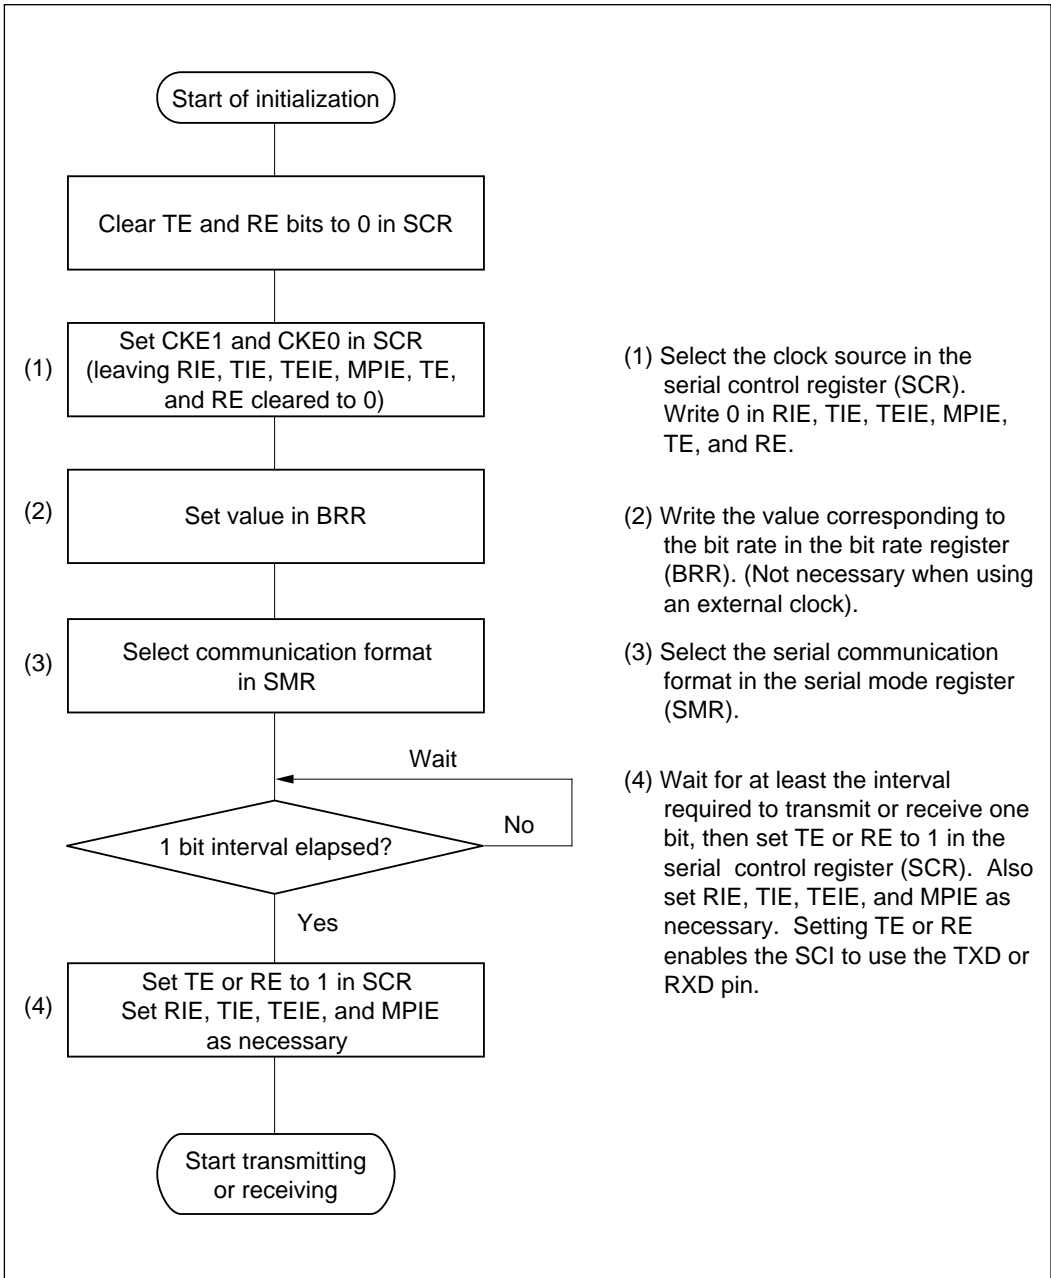 Start of initialization
Clear TE and RE bits to 0 in SCR
(1)
Set CKE1 and CKE0 in SCR
(leaving RIE, TIE, TEIE, MPIE, TE,
and RE cleared to 0)
(2)
Set value in BRR
(3)
Select communication format
in SMR
Wait
1 bit interval elapsed?
No
Yes
(4)
Set TE or RE to 1 in SCR
Set RIE, TIE, TEIE, and MPIE
as necessary
Start transmitting
or receiving
(1) Select the clock source in the
serial control register (SCR).
Write 0 in RIE, TIE, TEIE, MPIE,
TE, and RE.
(2) Write the value corresponding to
the bit rate in the bit rate register
(BRR). (Not necessary when using
an external clock).
(3) Select the serial communication
format in the serial mode register
(SMR).
(4) Wait for at least the interval
required to transmit or receive one
bit, then set TE or RE to 1 in the
serial  control register (SCR).  Also
set RIE, TIE, TEIE, and MPIE as
necessary.  Setting TE or RE
enables the SCI to use the TXD or
RXD pin.